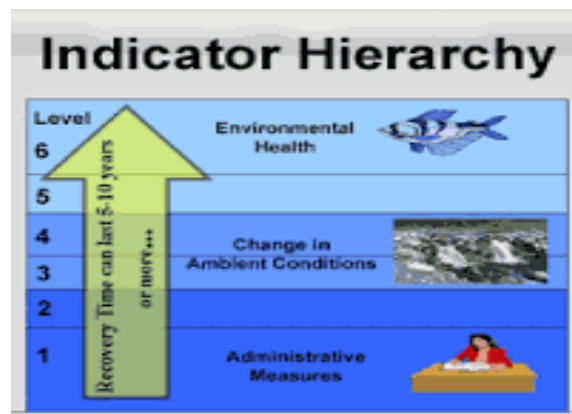 Indicator Hierarchy
Level
6
Environmental
Health
5
4
Change in
Ambient Conditions
3
2
1
Administrative
Measures
Recovery Time can last 5-10 years
or more...